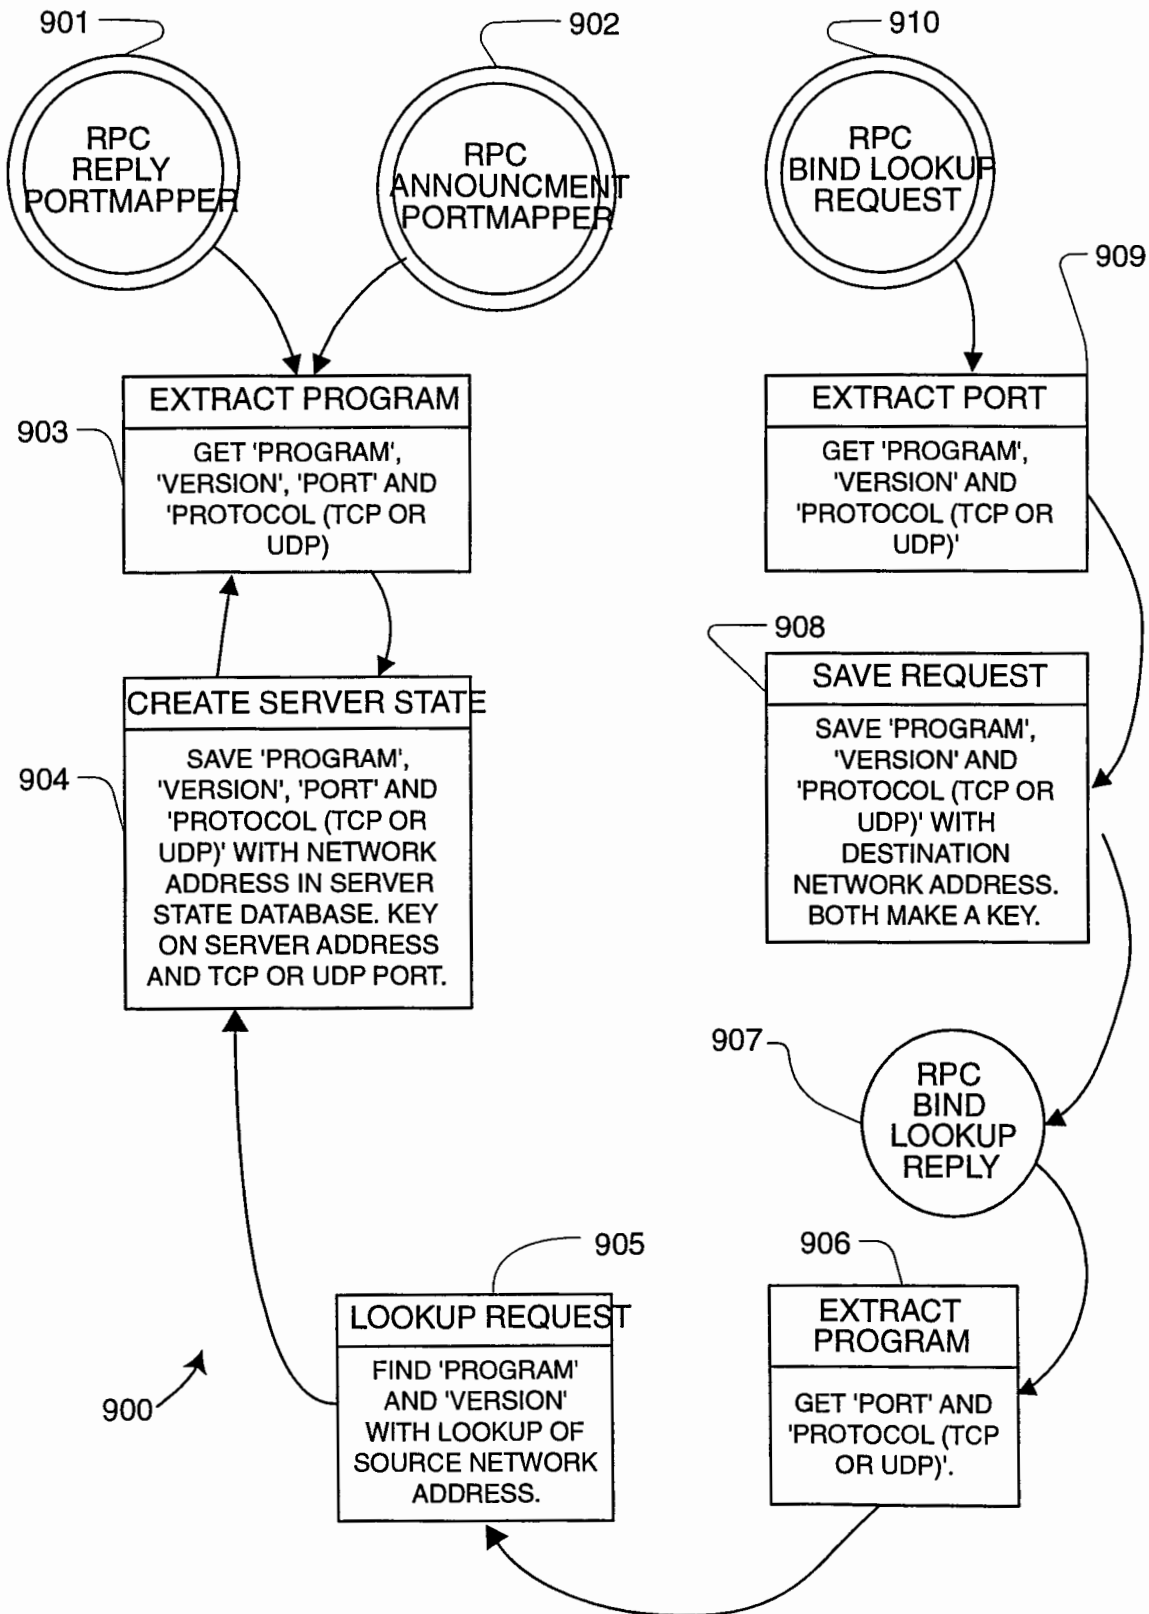 901
902
910
RPC
REPLY
PORTMAPPER
RPC
ANNOUNCMENT
PORTMAPPER
RPC
BIND LOOKUP
REQUEST
909
EXTRACT PROGRAM
903
GET 'PROGRAM',
'VERSION', 'PORT' AND
'PROTOCOL (TCP OR
UDP)
EXTRACT PORT
GET 'PROGRAM',
'VERSION' AND
'PROTOCOL (TCP OR
UDP)'
908
CREATE SERVER STATE
904
SAVE 'PROGRAM',
'VERSION', 'PORT' AND
'PROTOCOL (TCP OR
UDP)' WITH NETWORK
ADDRESS IN SERVER
STATE DATABASE. KEY
ON SERVER ADDRESS
AND TCP OR UDP PORT.
SAVE REQUEST
SAVE 'PROGRAM',
'VERSION' AND
'PROTOCOL (TCP OR
UDP)' WITH
DESTINATION
NETWORK ADDRESS.
BOTH MAKE A KEY.
907
RPC
BIND
LOOKUP
REPLY
905
906
LOOKUP REQUEST
FIND 'PROGRAM'
AND 'VERSION'
WITH LOOKUP OF
SOURCE NETWORK
ADDRESS.
EXTRACT
PROGRAM
GET 'PORT' AND
'PROTOCOL (TCP
OR UDP)'.
900